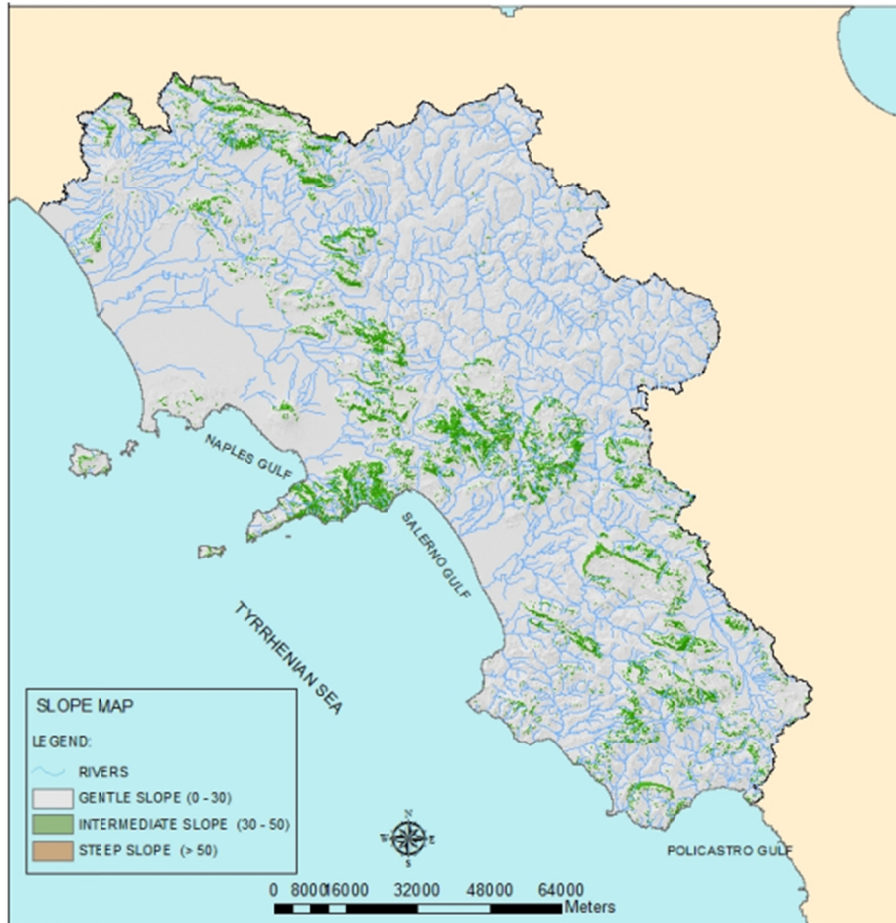 NAPLES GULF
SALERNO GULF
TYRRHENIAN SEA
SLOPE MAP
LEGEND:
RIVERS
GENTLE SLOPE (0 - 30)
INTERMEDIATE SLOPE (30 - 50)
STEEP SLOPE (> 50)
N
W E
S
POLICASTRO GULF
0 8000 16000 32000 48000 64000
Meters